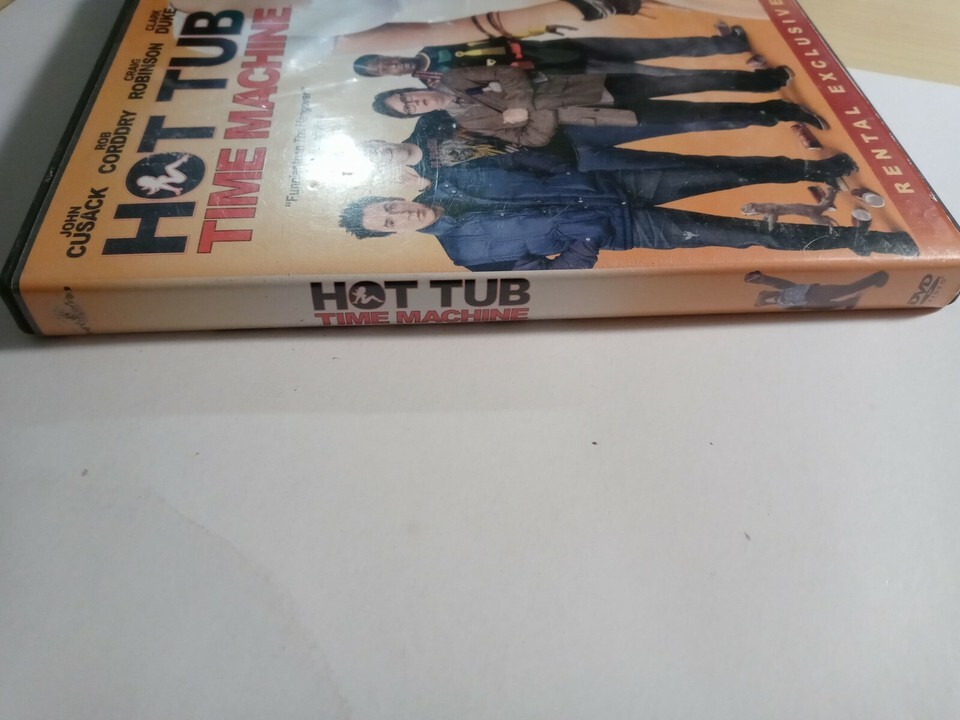 JOHN
CUSACK
ROB
CORDDRY
CRAIG
ROBINSON
CLARK
DUKE
HOT TUB
TIME MACHINE
RENTAL EXCLUSIVE
HOT TUB
TIME MACHINE
DVD
VIDEO